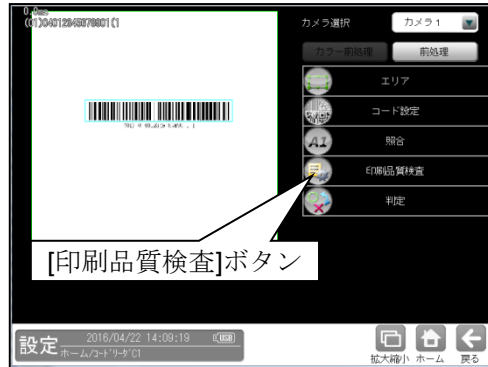 0.0ms
カメラ選択
カメラ1
カラー前処理
前処理
エリア
コード設定
照合
印刷品質検査
判定
[印刷品質検査]ボタン
設定
2016/04/22 14:09:19
USB
ホーム/コードリーダC1
拡大縮小
ホーム
戻る